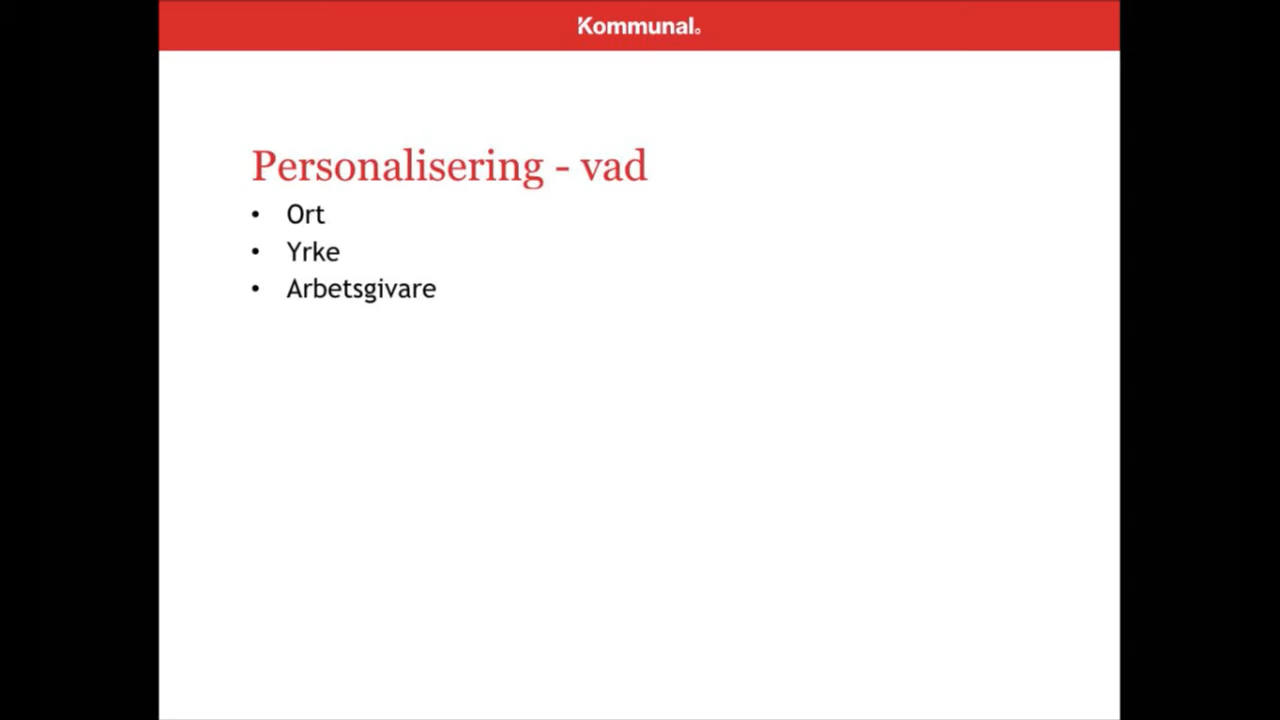 Kommunal.
Personalisering - vad
• Ort
• Yrke
• Arbetsgivare